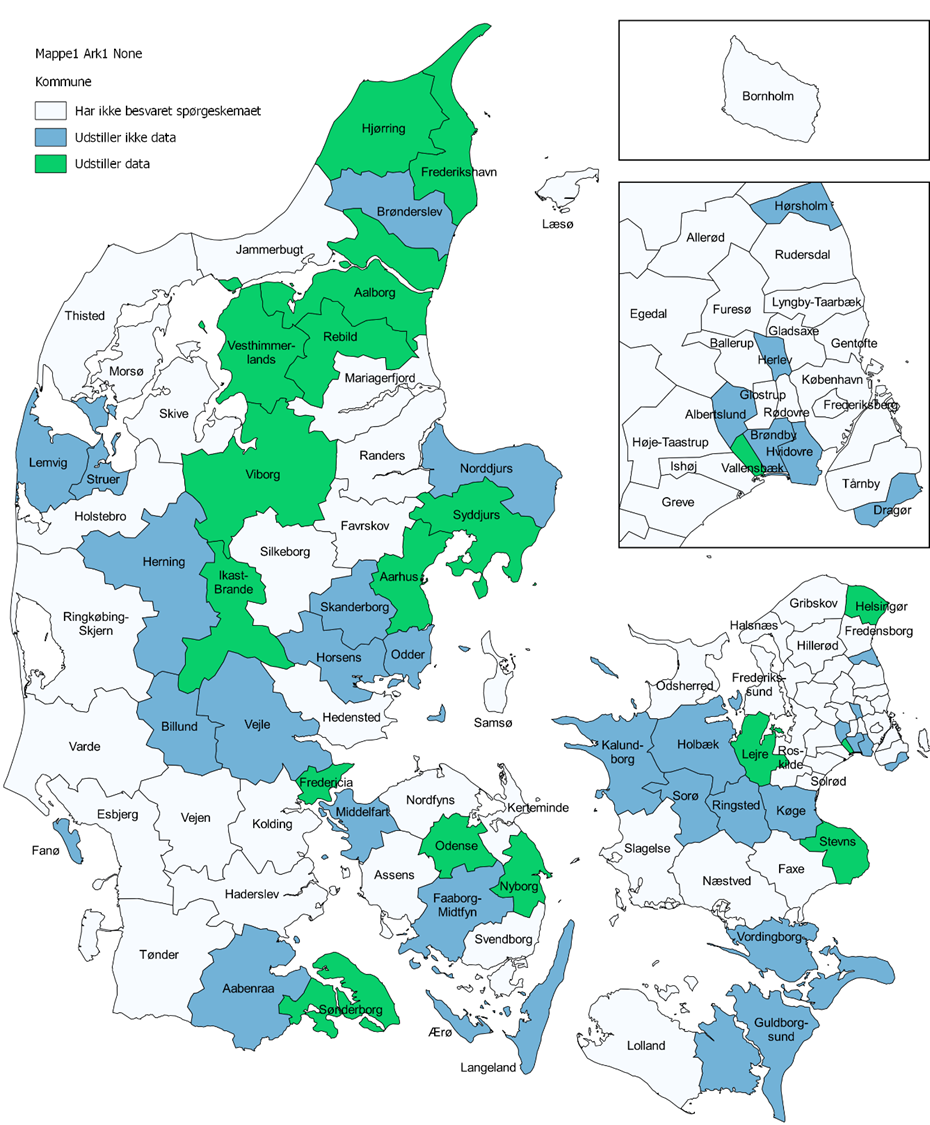 Mappe1 Ark1 None
Kommune
Har ikke besvaret spørgeskemaet
Udstiller ikke data
Udstiller data
Bornholm
Hjørring
Frederikshavn
Brønderslev
Læsø
Jammerbugt
Aalborg
Thisted
Rebild
Vesthimmer-
lands
Morsø
Mariagerfjord
Skive
Randers
Lemvig
Struer
Viborg
Norddjurs
Holstebro
Syddjurs
Favrskov
Silkeborg
Herning
Ikast-
Brande
Aarhus
Skanderborg
Ringkøbing-
Skjern
Horsens
Odder
Samsø
Hedensted
Billund
Vejle
Varde
Fredericia
Esbjerg
Vejen
Kolding
Middelfart
Nordfyns
Kerteminde
Fanø
Odense
Assens
Nyborg
Haderslev
Faaborg-
Midtfyn
Svendborg
Tønder
Aabenraa
Sønderborg
Ærø
Langeland
Hørsholm
Allerød
Rudersdal
Egedal
Furesø
Lyngby-Taarbæk
Gladsaxe
Ballerup
Gentofte
Herlev
København
Glostrup
Frederiksberg
Albertslund
Rødovre
Høje-Taastrup
Brøndby
Hvidovre
Ishøj
Vallensbæk
Tårnby
Greve
Dragør
Gribskov
Helsingør
Halsnæs
Fredensborg
Hillerød
Odsherred
Frederiks-
sund
Kalund-
borg
Holbæk
Lejre
Ros-
kilde
Solrød
Sorø
Ringsted
Køge
Stevns
Slagelse
Faxe
Næstved
Vordingborg
Guldborg-
sund
Lolland